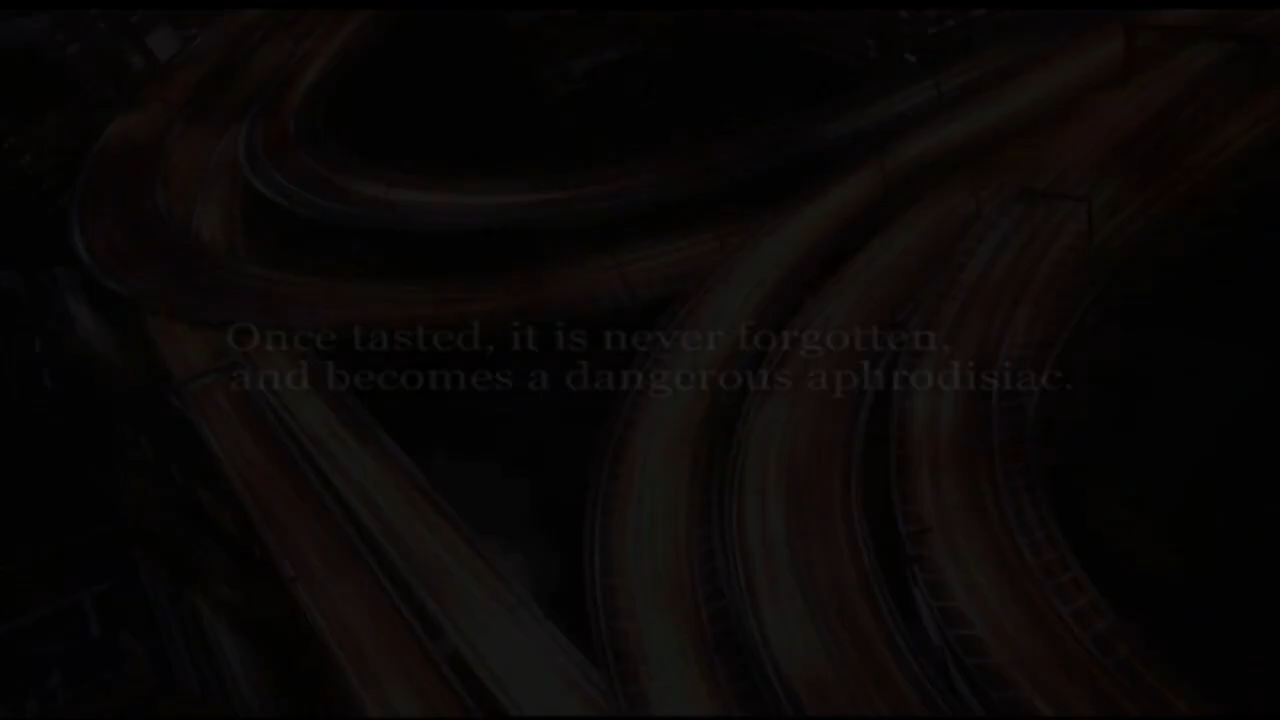 Once tasted, it is never forgotten,
and becomes a dangerous aphrodisiac.